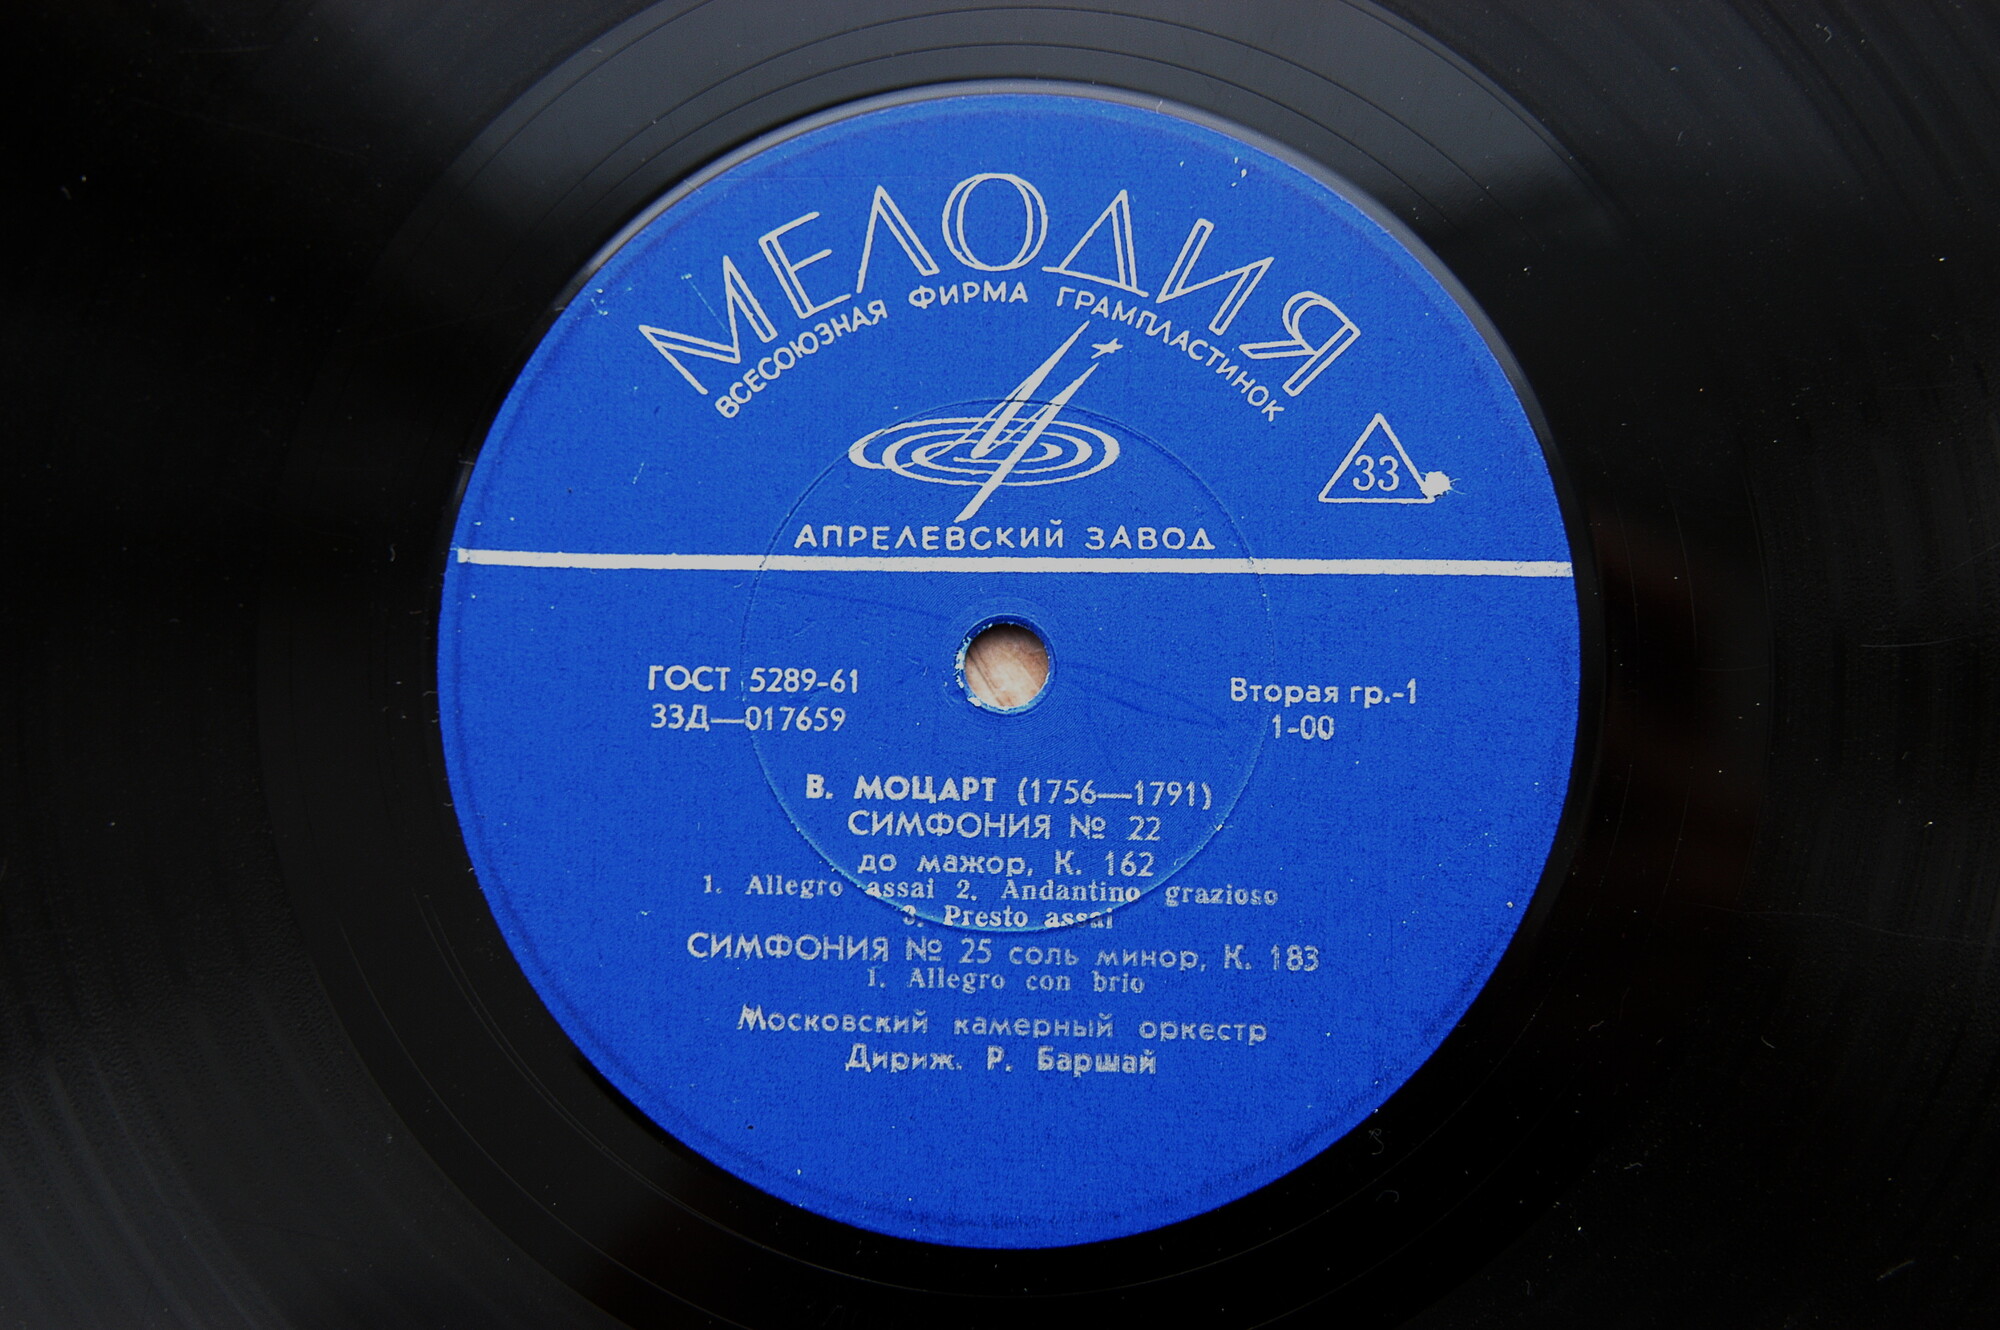 МЕЛОДИЯ
ВСЕСОЮЗНАЯ ФИРМА ГРАМПЛАСТИНОК
33
АПРЕЛЕВСКИЙ ЗАВОД
ГОСТ 5289-61
33Д—017659
Вторая гр.-1
1-00
В. МОЦАРТ (1756—1791)
СИМФОНИЯ № 22
до мажор, К. 162
1. Allegro assai 2. Andantino grazioso
3. Presto assai
СИМФОНИЯ № 25 соль минор, К. 183
1. Allegro con brio
Московский камерный оркестр
Дириж. Р. Баршай